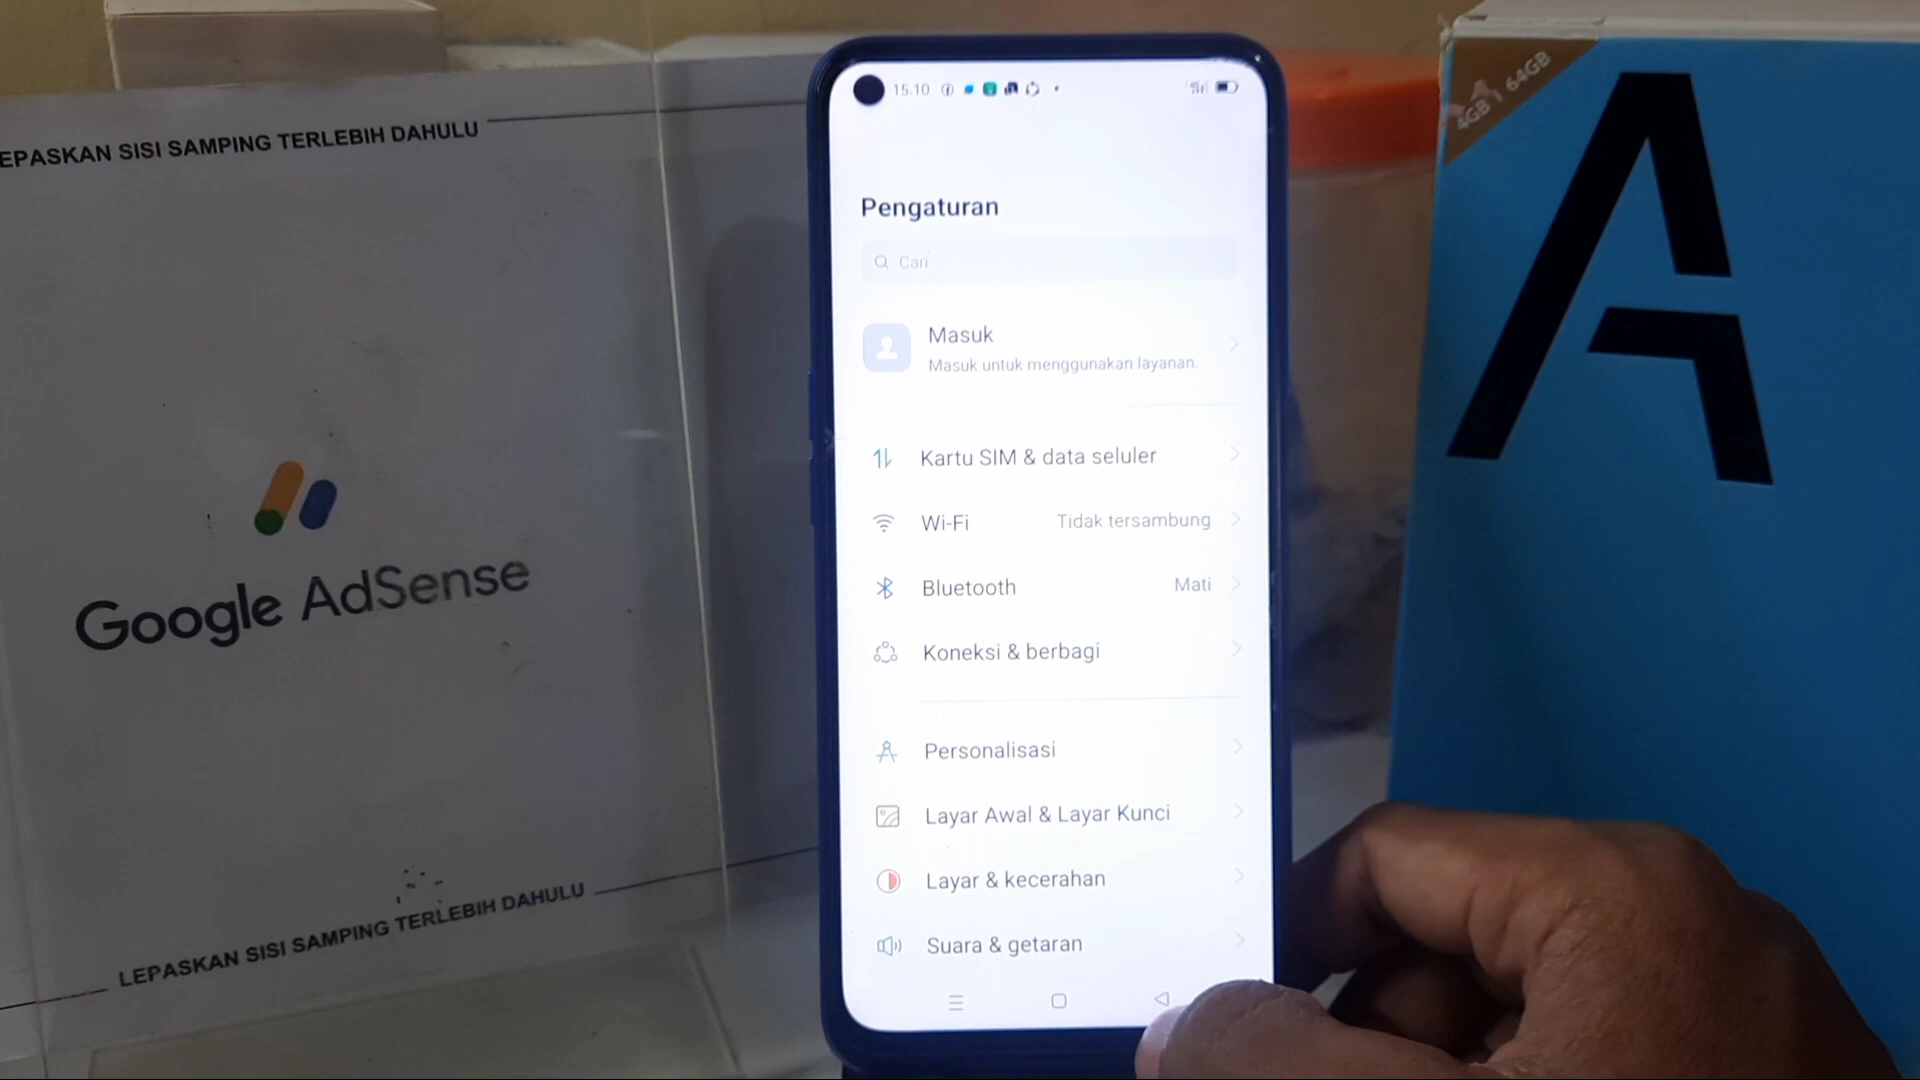 EPASKAN SISI SAMPING TERLEBIH DAHULU
Google AdSense
LEPASKAN SISI SAMPING TERLEBIH DAHULU
15.10
Pengaturan
Cari
Masuk
Masuk untuk menggunakan layanan.
Kartu SIM & data seluler
Wi-Fi Tidak tersambung
Bluetooth Mati
Koneksi & berbagi
Personalisasi
Layar Awal & Layar Kunci
Layar & kecerahan
Suara & getaran
4GB | 64GB
A